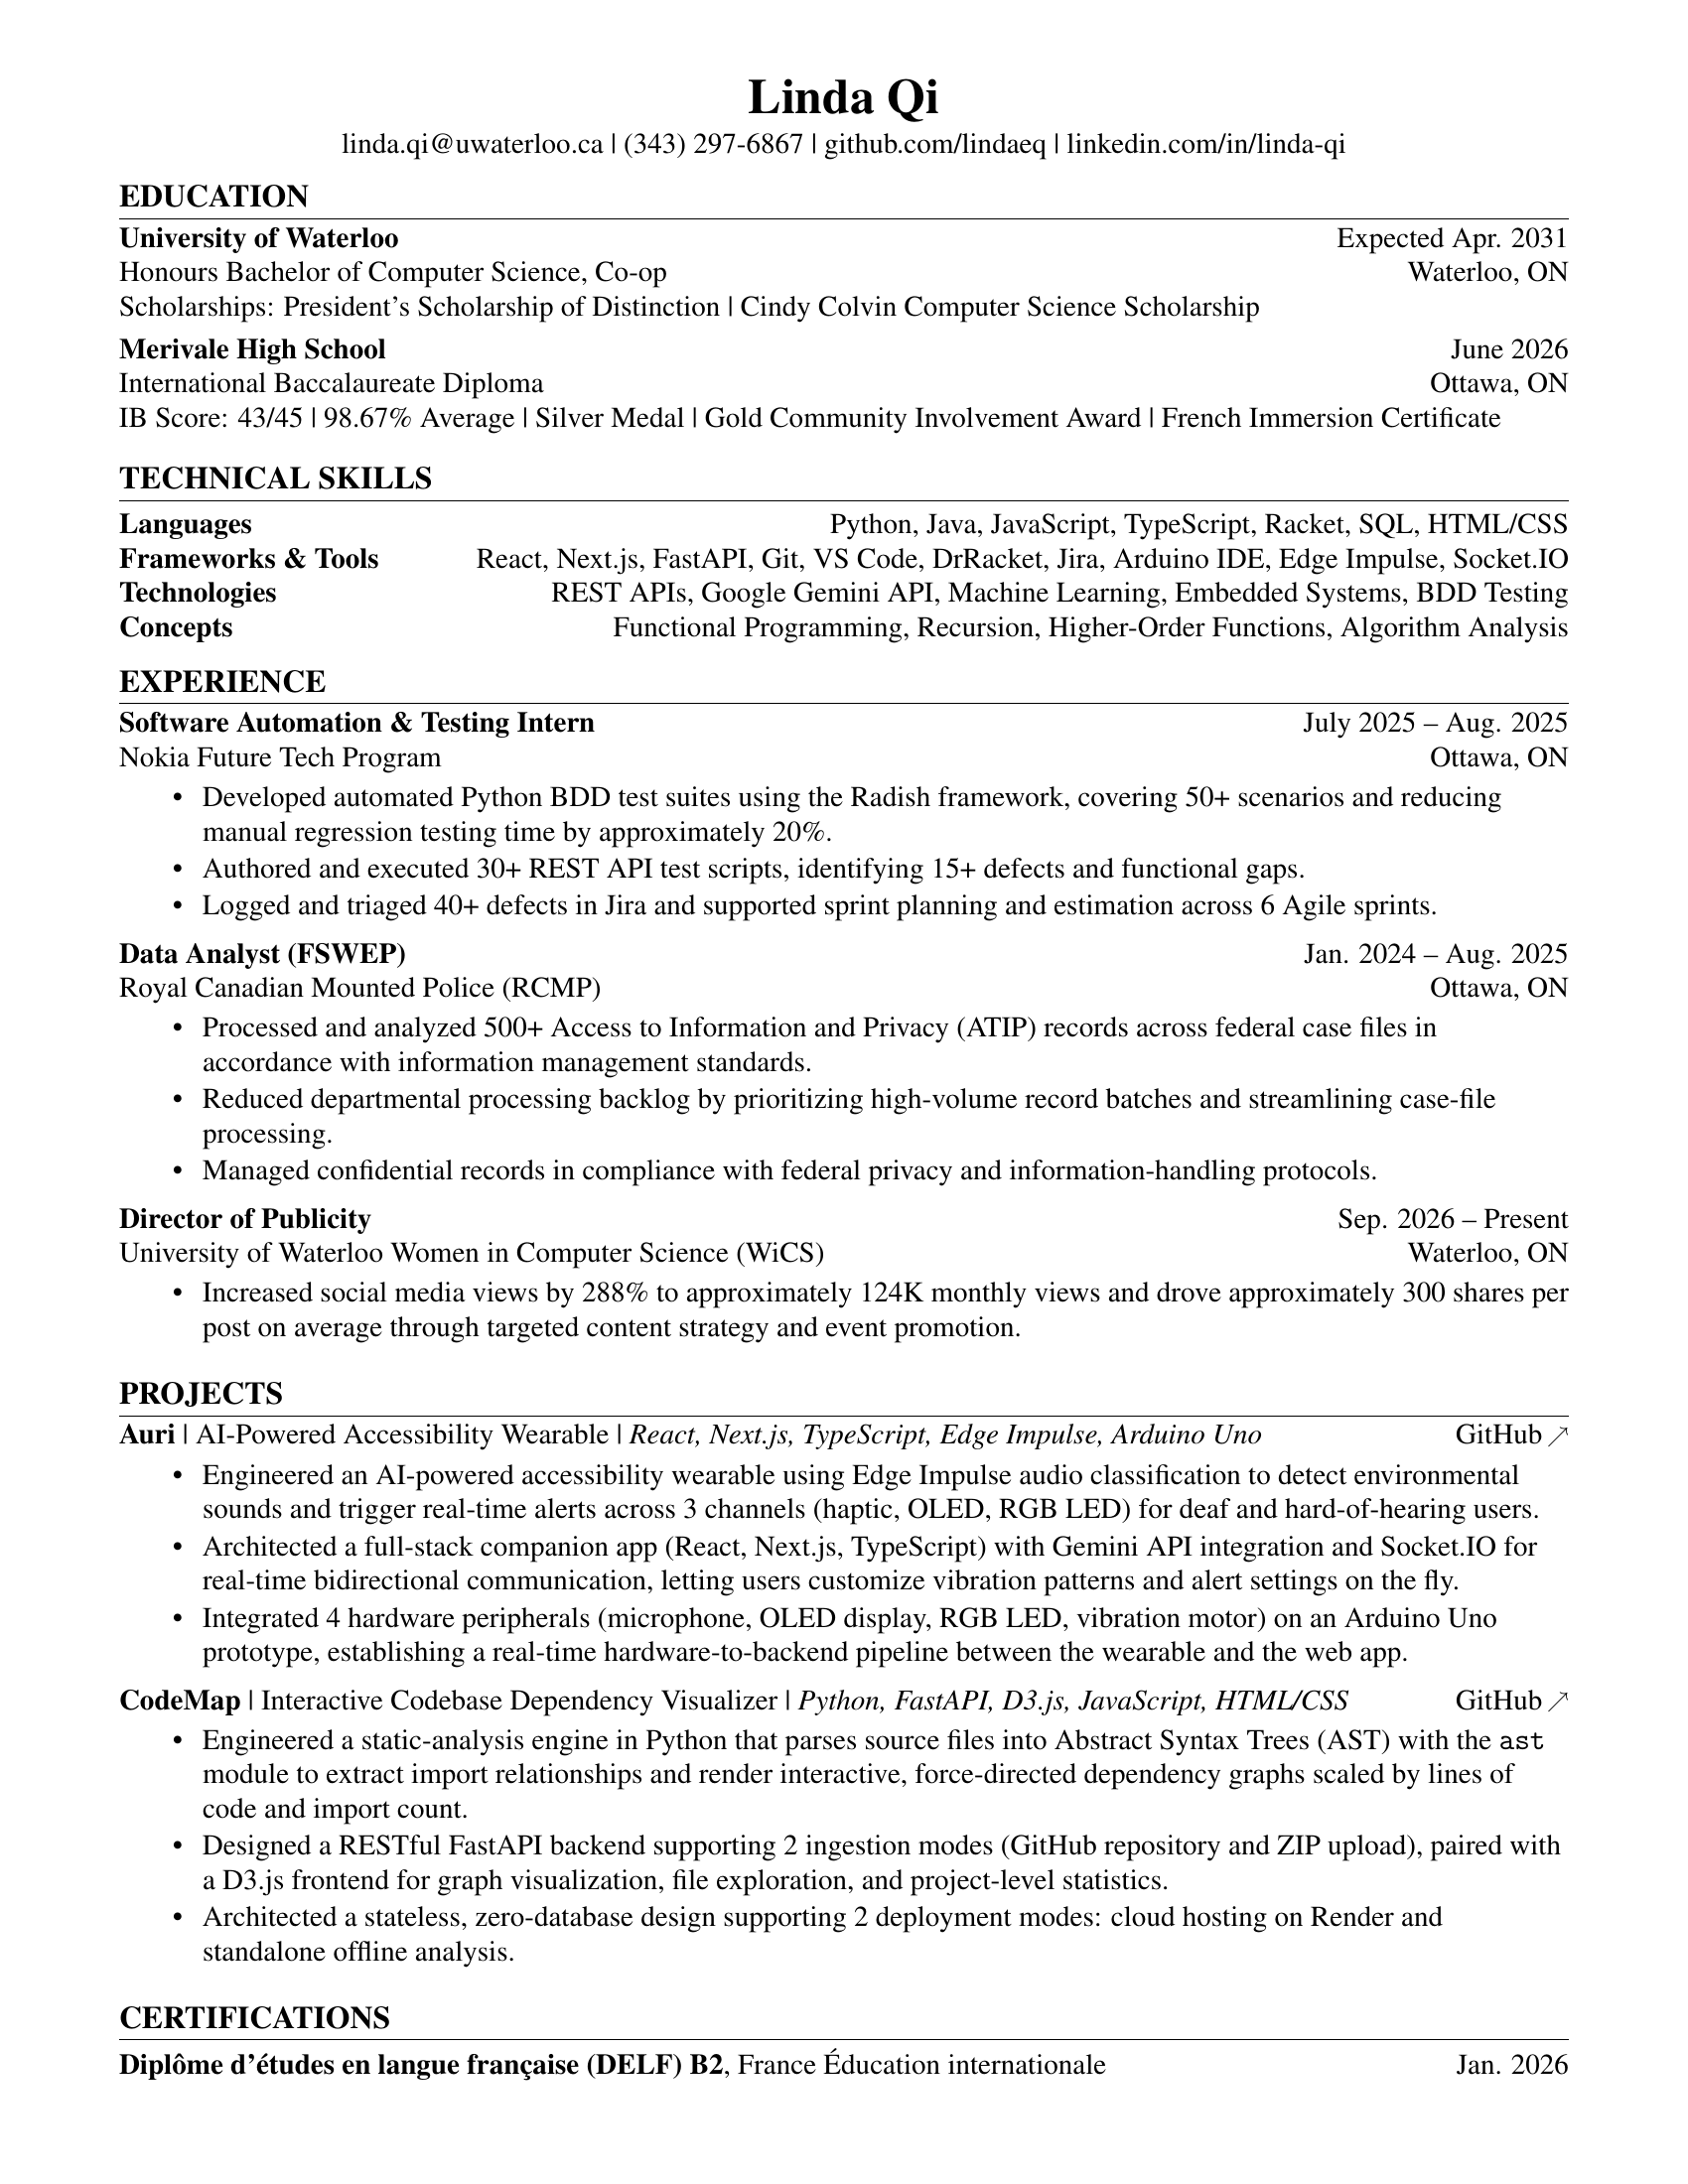 Linda Qi
linda.qi@uwaterloo.ca | (343) 297-6867 | github.com/lindaeq | linkedin.com/in/linda-qi
EDUCATION
University of Waterloo Expected Apr. 2031
Honours Bachelor of Computer Science, Co-op Waterloo, ON
Scholarships: President's Scholarship of Distinction | Cindy Colvin Computer Science Scholarship
Merivale High School June 2026
International Baccalaureate Diploma Ottawa, ON
IB Score: 43/45 | 98.67% Average | Silver Medal | Gold Community Involvement Award | French Immersion Certificate
TECHNICAL SKILLS
Languages Python, Java, JavaScript, TypeScript, Racket, SQL, HTML/CSS
Frameworks & Tools React, Next.js, FastAPI, Git, VS Code, DrRacket, Jira, Arduino IDE, Edge Impulse, Socket.IO
Technologies REST APIs, Google Gemini API, Machine Learning, Embedded Systems, BDD Testing
Concepts Functional Programming, Recursion, Higher-Order Functions, Algorithm Analysis
EXPERIENCE
Software Automation & Testing Intern July 2025 – Aug. 2025
Nokia Future Tech Program Ottawa, ON
• Developed automated Python BDD test suites using the Radish framework, covering 50+ scenarios and reducing
manual regression testing time by approximately 20%.
• Authored and executed 30+ REST API test scripts, identifying 15+ defects and functional gaps.
• Logged and triaged 40+ defects in Jira and supported sprint planning and estimation across 6 Agile sprints.
Data Analyst (FSWEP) Jan. 2024 – Aug. 2025
Royal Canadian Mounted Police (RCMP) Ottawa, ON
• Processed and analyzed 500+ Access to Information and Privacy (ATIP) records across federal case files in
accordance with information management standards.
• Reduced departmental processing backlog by prioritizing high-volume record batches and streamlining case-file
processing.
• Managed confidential records in compliance with federal privacy and information-handling protocols.
Director of Publicity Sep. 2026 – Present
University of Waterloo Women in Computer Science (WiCS) Waterloo, ON
• Increased social media views by 288% to approximately 124K monthly views and drove approximately 300 shares per
post on average through targeted content strategy and event promotion.
PROJECTS
Auri | AI-Powered Accessibility Wearable | React, Next.js, TypeScript, Edge Impulse, Arduino Uno GitHub ↗
• Engineered an AI-powered accessibility wearable using Edge Impulse audio classification to detect environmental
sounds and trigger real-time alerts across 3 channels (haptic, OLED, RGB LED) for deaf and hard-of-hearing users.
• Architected a full-stack companion app (React, Next.js, TypeScript) with Gemini API integration and Socket.IO for
real-time bidirectional communication, letting users customize vibration patterns and alert settings on the fly.
• Integrated 4 hardware peripherals (microphone, OLED display, RGB LED, vibration motor) on an Arduino Uno
prototype, establishing a real-time hardware-to-backend pipeline between the wearable and the web app.
CodeMap | Interactive Codebase Dependency Visualizer | Python, FastAPI, D3.js, JavaScript, HTML/CSS GitHub ↗
• Engineered a static-analysis engine in Python that parses source files into Abstract Syntax Trees (AST) with the ast
module to extract import relationships and render interactive, force-directed dependency graphs scaled by lines of
code and import count.
• Designed a RESTful FastAPI backend supporting 2 ingestion modes (GitHub repository and ZIP upload), paired with
a D3.js frontend for graph visualization, file exploration, and project-level statistics.
• Architected a stateless, zero-database design supporting 2 deployment modes: cloud hosting on Render and
standalone offline analysis.
CERTIFICATIONS
Diplôme d'études en langue française (DELF) B2, France Éducation internationale Jan. 2026